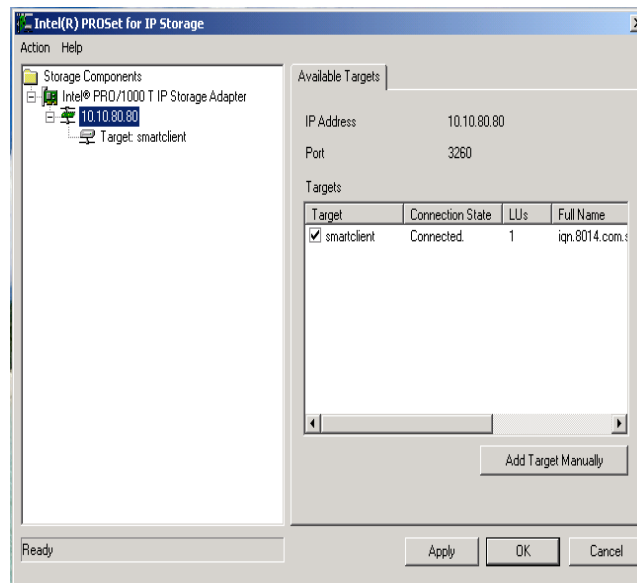 Intel(R) PROSet for IP Storage
Action Help
Storage Components
Intel® PRO/1000 T IP Storage Adapter
10.10.80.80
Target: smartclient
Available Targets
IP Address 10.10.80.80
Port 3260
Targets
Target Connection State LUs Full Name
smartclient Connected. 1 iqn.8014.com.s
Add Target Manually
Ready
Apply OK Cancel